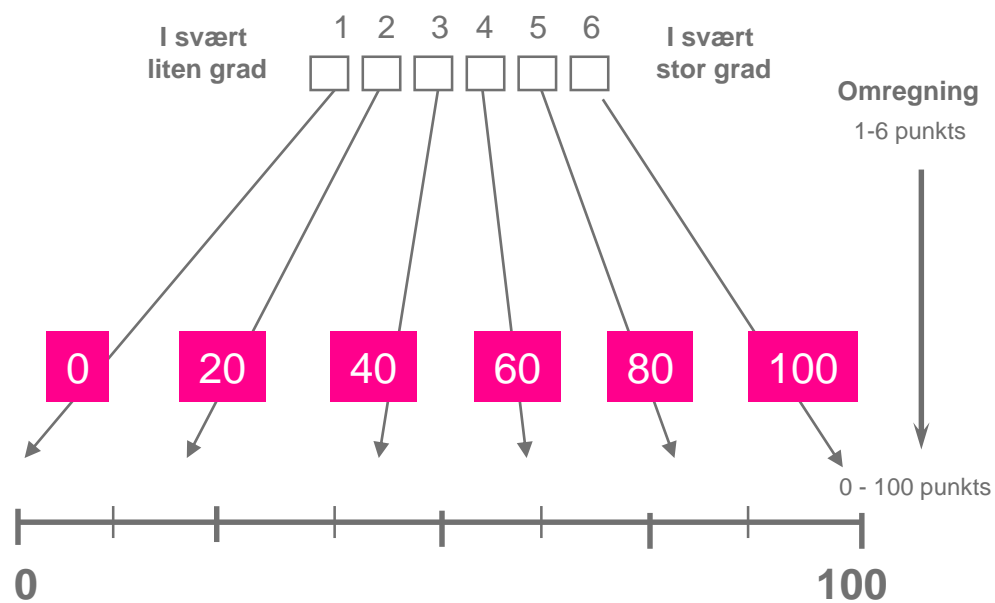 1 2 3 4 5 6
I svært
liten grad
I svært
stor grad
Omregning
1-6 punkts
0 20 40 60 80 100
0 - 100 punkts
0 100